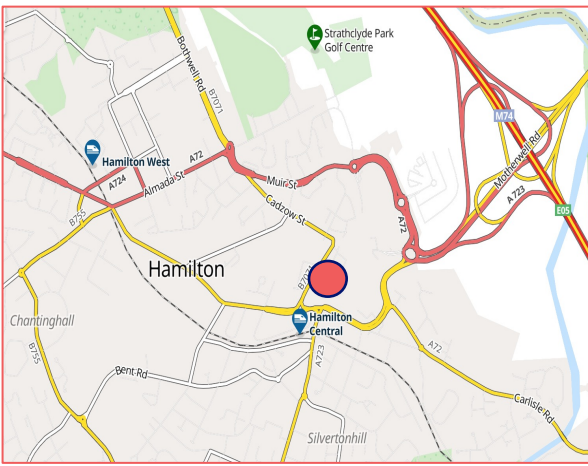 Strathclyde Park
Golf Centre
Bothwell Rd
B7071
M74
Motherwell Rd
Hamilton West
A72
A724
Almada St
Muir St
A723
E05
B755
Cadzow St
A72
Hamilton
B7071
Chantinghall
Hamilton
Central
B755
A723
A72
Bent Rd
Carlisle Rd
Silvertonhill